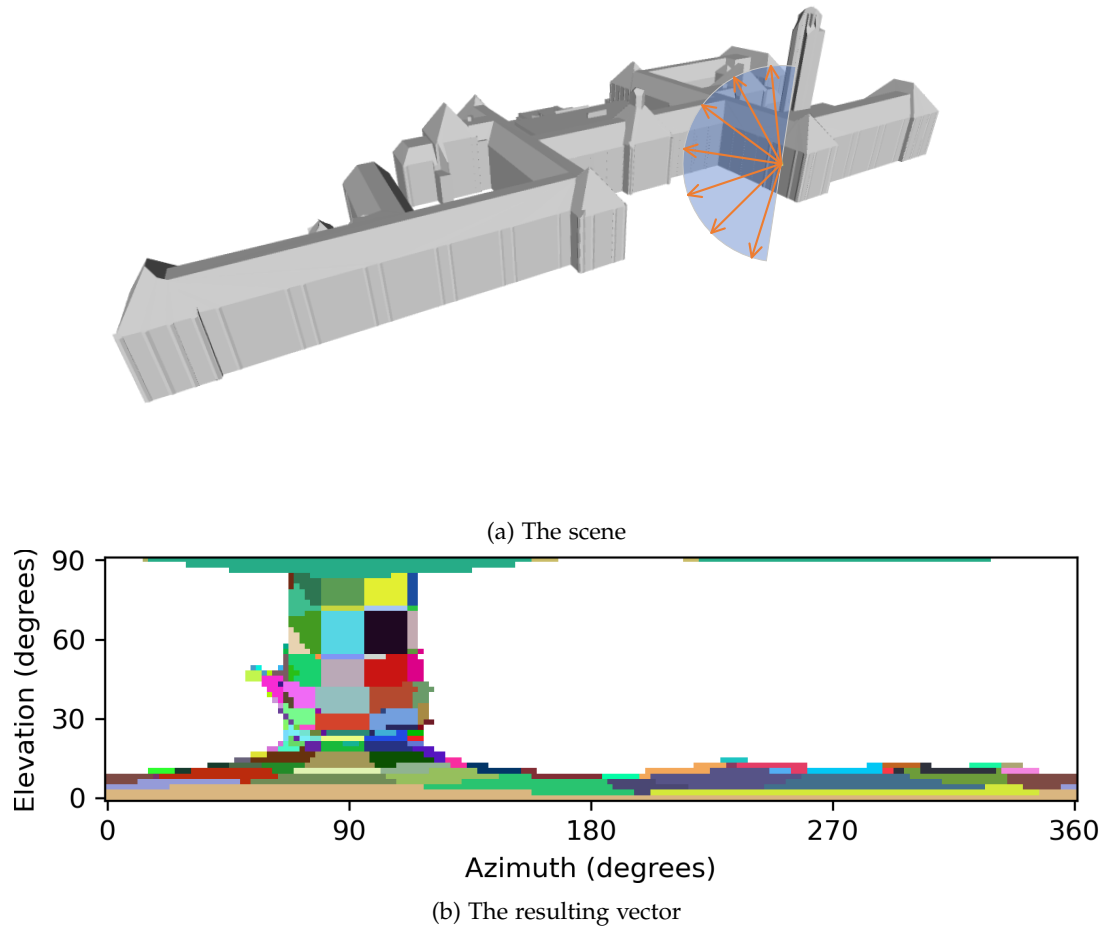 (a) The scene
Elevation (degrees)
90
60
30
0
0 90 180 270 360
Azimuth (degrees)
(b) The resulting vector